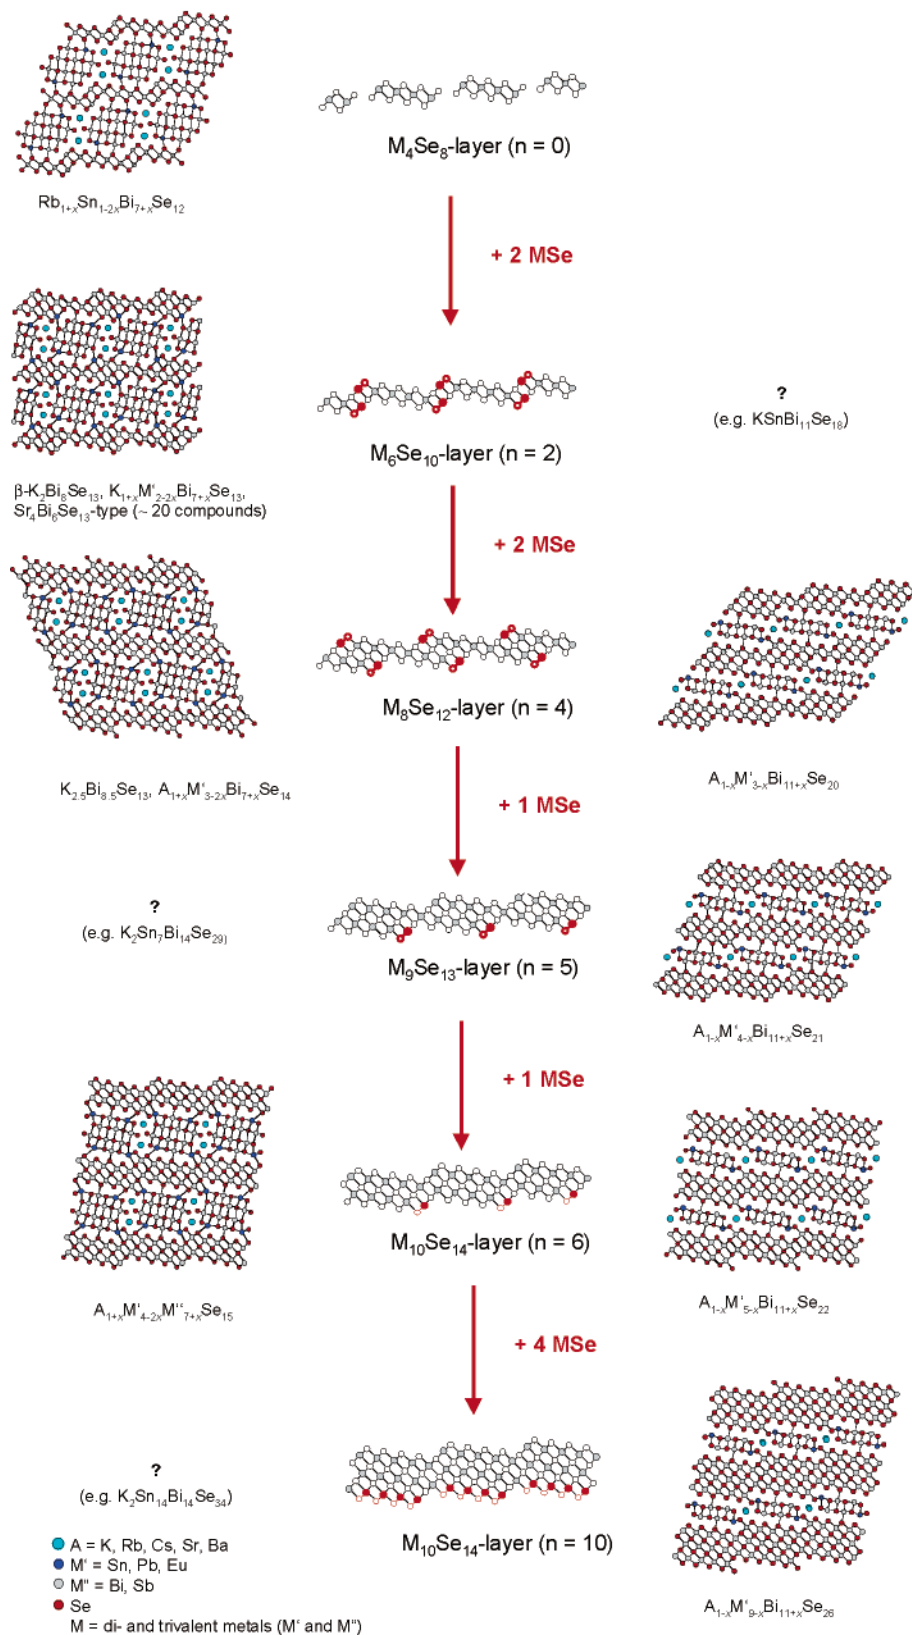 M₄Se₈-layer (n = 0)
Rb₁₊ₓSn₁₋₂ₓBi₇₊ₓSe₁₂
+ 2 MSe
?
(e.g. KSnBi₁₁Se₁₈)
M₆Se₁₀-layer (n = 2)
β-K₂Bi₈Se₁₃, K₁₊ₓM'₂₋₂ₓBi₇₊ₓSe₁₃,
Sr₄Bi₆Se₁₃-type (~ 20 compounds)
+ 2 MSe
M₈Se₁₂-layer (n = 4)
K₂.₅Bi₈.₅Se₁₃, A₁₊ₓM'₃₋₂ₓBi₇₊ₓSe₁₄
A₁₋ₓM'₃₋ₓBi₁₁₊ₓSe₂₀
+ 1 MSe
?
(e.g. K₂Sn₇Bi₁₄Se₂₉)
M₉Se₁₃-layer (n = 5)
A₁₋ₓM'₄₋ₓBi₁₁₊ₓSe₂₁
+ 1 MSe
M₁₀Se₁₄-layer (n = 6)
A₁₊ₓM'₄₋₂ₓM''₇₊ₓSe₁₅
A₁₋ₓM'₅₋ₓBi₁₁₊ₓSe₂₂
+ 4 MSe
?
(e.g. K₂Sn₁₄Bi₁₄Se₃₄)
M₁₀Se₁₄-layer (n = 10)
A = K, Rb, Cs, Sr, Ba
M' = Sn, Pb, Eu
M'' = Bi, Sb
Se
M = di- and trivalent metals (M' and M'')
A₁₋ₓM'₉₋ₓBi₁₁₊ₓSe₂₆